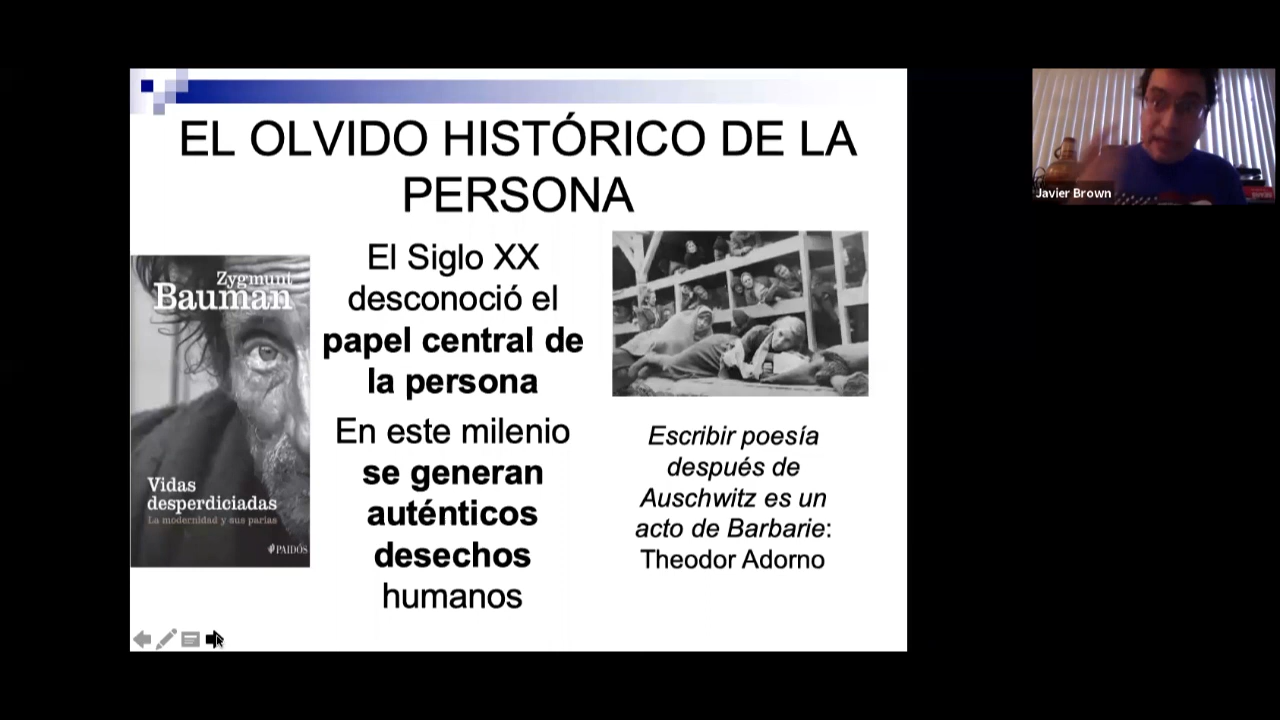 EL OLVIDO HISTÓRICO DE LA
PERSONA
Zygmunt
Bauman
Vidas
desperdiciadas
La modernidad y sus parias
PAIDÓS
El Siglo XX
desconoció el
papel central de
la persona
En este milenio
se generan
auténticos
desechos
humanos
Escribir poesía
después de
Auschwitz es un
acto de Barbarie:
Theodor Adorno
Javier Brown